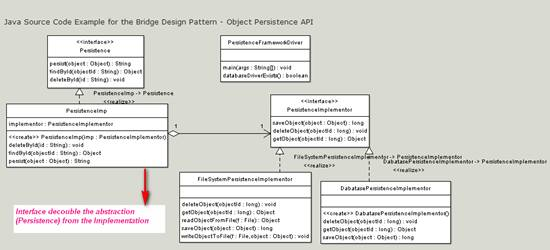 Java Source Code Example for the Bridge Design Pattern - Object Persistence API
<<interface>>
Persistence
persist(object : Object) : String
findById(objectId : String) : Object
deleteById(id : String) : void
PersistenceFrameworkDriver
main(args : String[]) : void
databaseDriverExists() : boolean
PersistenceImp -> Persistence
<<realize>>
PersistenceImp
implementor : PersistenceImplementor
<<create>> PersistenceImp(imp : PersistenceImplementor)
deleteById(id : String) : void
findById(objectId : String) : Object
persist(object : Object) : String
1
1
<<interface>>
PersistenceImplementor
saveObject(object : Object) : long
deleteObject(objectId : long) : void
getObject(objectId : long) : Object
FileSystemPersistenceImplementor -> PersistenceImplementor
<<realize>>
DabatasePersistenceImplementor -> PersistenceImplementor
<<realize>>
Interface decouble the abstraction
(Persistence) from the Implementation
FileSystemPersistenceImplementor
deleteObject(objectId : long) : void
getObject(objectId : long) : Object
readObjectFromFile(f : File) : Object
saveObject(object : Object) : long
writeObjectToFile(f : File,object : Object) : void
DabatasePersistenceImplementor
<<create>> DabatasePersistenceImplementor()
deleteObject(objectId : long) : void
getObject(objectId : long) : Object
saveObject(object : Object) : long